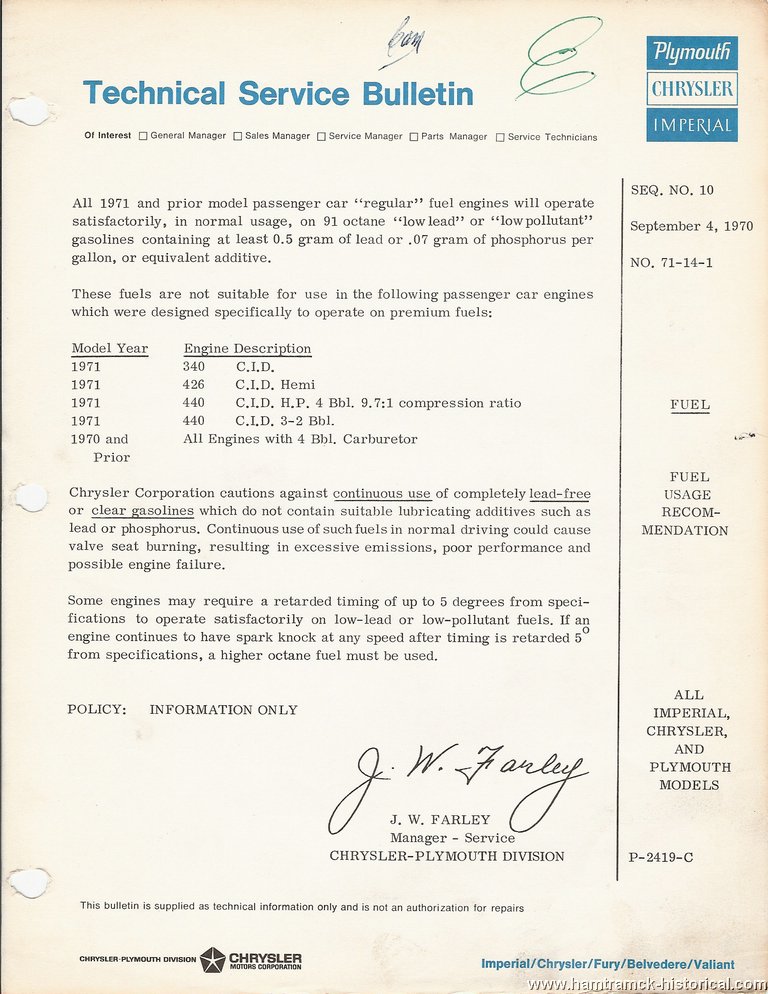 Technical Service Bulletin
Plymouth
CHRYSLER
IMPERIAL
Of Interest □ General Manager □ Sales Manager □ Service Manager □ Parts Manager □ Service Technicians
All 1971 and prior model passenger car "regular" fuel engines will operate
satisfactorily, in normal usage, on 91 octane "low lead" or "low pollutant"
gasolines containing at least 0.5 gram of lead or .07 gram of phosphorus per
gallon, or equivalent additive.
These fuels are not suitable for use in the following passenger car engines
which were designed specifically to operate on premium fuels:
Model Year Engine Description
1971 340 C.I.D.
1971 426 C.I.D. Hemi
1971 440 C.I.D. H.P. 4 Bbl. 9.7:1 compression ratio
1971 440 C.I.D. 3-2 Bbl.
1970 and All Engines with 4 Bbl. Carburetor
Prior
Chrysler Corporation cautions against continuous use of completely lead-free
or clear gasolines which do not contain suitable lubricating additives such as
lead or phosphorus. Continuous use of such fuels in normal driving could cause
valve seat burning, resulting in excessive emissions, poor performance and
possible engine failure.
Some engines may require a retarded timing of up to 5 degrees from speci-
fications to operate satisfactorily on low-lead or low-pollutant fuels. If an
engine continues to have spark knock at any speed after timing is retarded 5°
from specifications, a higher octane fuel must be used.
POLICY: INFORMATION ONLY
J. W. Farley
J. W. FARLEY
Manager - Service
CHRYSLER-PLYMOUTH DIVISION
SEQ. NO. 10
September 4, 1970
NO. 71-14-1
FUEL
FUEL
USAGE
RECOM-
MENDATION
ALL
IMPERIAL,
CHRYSLER,
AND
PLYMOUTH
MODELS
P-2419-C
This bulletin is supplied as technical information only and is not an authorization for repairs
CHRYSLER-PLYMOUTH DIVISION CHRYSLER
MOTORS CORPORATION
Imperial/Chrysler/Fury/Belvedere/Valiant
www.hamtramck-historical.com